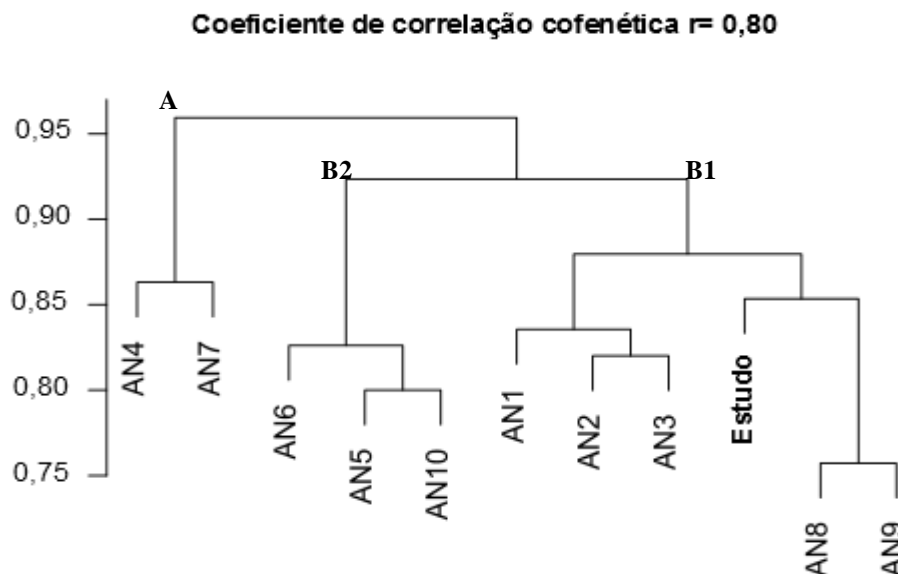 Coeficiente de correlação cofenética r= 0,80
A
B2
B1
0,95
0,90
0,85
0,80
0,75
AN4
AN7
AN6
AN5
AN10
AN1
AN2
AN3
Estudo
AN8
AN9